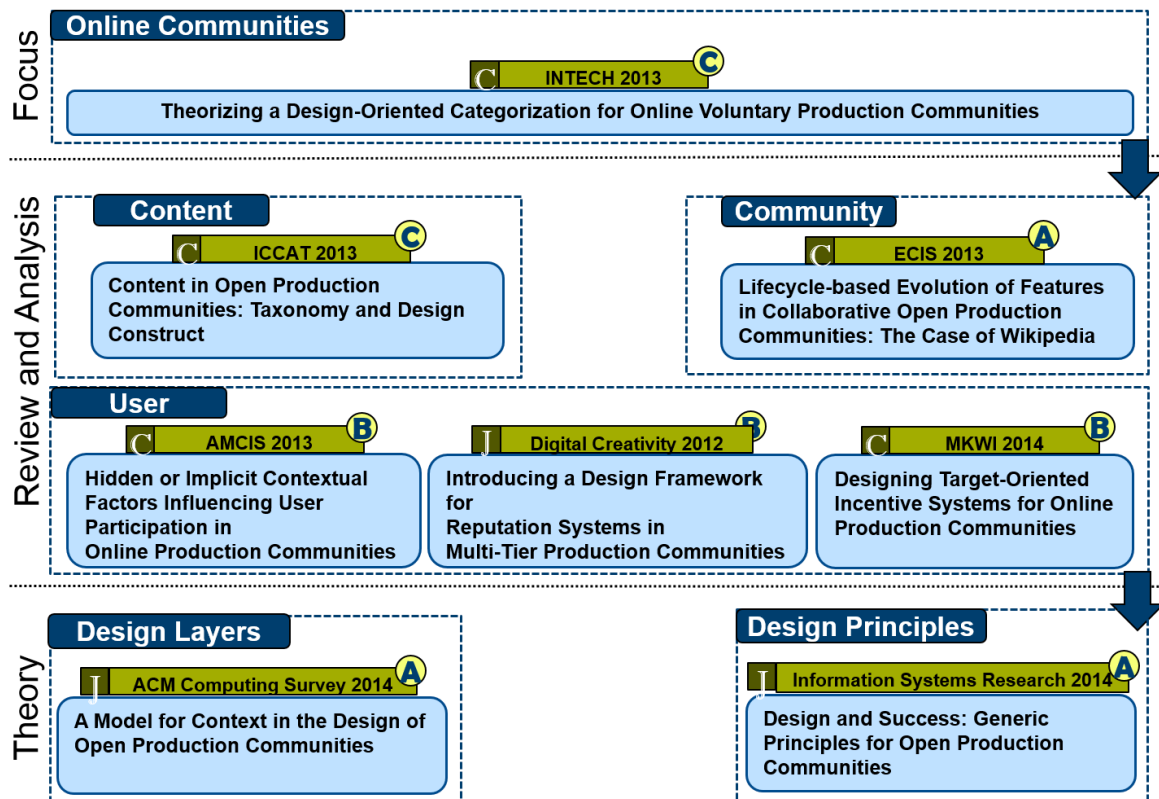 Focus
Online Communities
C INTECH 2013 C
Theorizing a Design-Oriented Categorization for Online Voluntary Production Communities
Review and Analysis
Content
C ICCAT 2013 C
Content in Open Production
Communities: Taxonomy and Design
Construct
Community
C ECIS 2013 A
Lifecycle-based Evolution of Features
in Collaborative Open Production
Communities: The Case of Wikipedia
User
C AMCIS 2013 B
Hidden or Implicit Contextual
Factors Influencing User
Participation in
Online Production Communities
J Digital Creativity 2012 B
Introducing a Design Framework
for
Reputation Systems in
Multi-Tier Production Communities
C MKWI 2014 B
Designing Target-Oriented
Incentive Systems for Online
Production Communities
Theory
Design Layers
J ACM Computing Survey 2014 A
A Model for Context in the Design of
Open Production Communities
Design Principles
J Information Systems Research 2014 A
Design and Success: Generic
Principles for Open Production
Communities